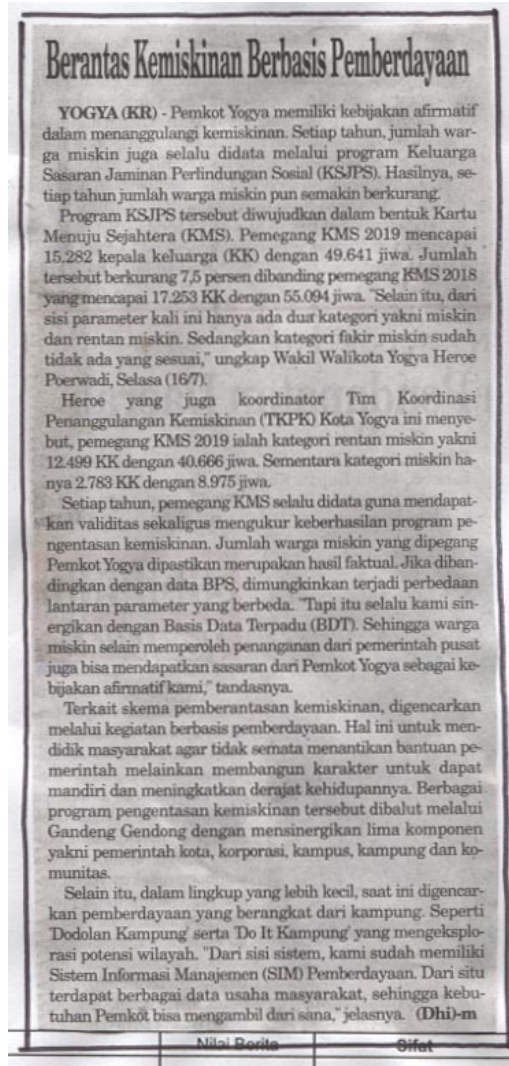 Berantas Kemiskinan Berbasis Pemberdayaan
YOGYA (KR) - Pemkot Yogya memiliki kebijakan afirmatif
dalam menanggulangi kemiskinan. Setiap tahun, jumlah war-
ga miskin juga selalu didata melalui program Keluarga
Sasaran Jaminan Perlindungan Sosial (KSJPS). Hasilnya, se-
tiap tahun jumlah warga miskin pun semakin berkurang.
Program KSJPS tersebut diwujudkan dalam bentuk Kartu
Menuju Sejahtera (KMS). Pemegang KMS 2019 mencapai
15.282 kepala keluarga (KK) dengan 49.641 jiwa. Jumlah
tersebut berkurang 7,5 persen dibanding pemegang KMS 2018
yang mencapai 17.253 KK dengan 55.094 jiwa. "Selain itu, dari
sisi parameter kali ini hanya ada dua kategori yakni miskin
dan rentan miskin. Sedangkan kategori fakir miskin sudah
tidak ada yang sesuai," ungkap Wakil Walikota Yogya Heroe
Poerwadi, Selasa (16/7).
Heroe yang juga koordinator Tim Koordinasi
Penanggulangan Kemiskinan (TKPK) Kota Yogya ini menye-
but, pemegang KMS 2019 ialah kategori rentan miskin yakni
12.499 KK dengan 40.666 jiwa. Sementara kategori miskin ha-
nya 2.783 KK dengan 8.975 jiwa.
Setiap tahun, pemegang KMS selalu didata guna mendapat-
kan validitas sekaligus mengukur keberhasilan program pe-
ngentasan kemiskinan. Jumlah warga miskin yang dipegang
Pemkot Yogya dipastikan merupakan hasil faktual. Jika diban-
dingkan dengan data BPS, dimungkinkan terjadi perbedaan
lantaran parameter yang berbeda. "Tapi itu selalu kami sin-
ergikan dengan Basis Data Terpadu (BDT). Sehingga warga
miskin selain memperoleh penanganan dari pemerintah pusat
juga bisa mendapatkan sasaran dari Pemkot Yogya sebagai ke-
bijakan afirmatif kami," tandasnya.
Terkait skema pemberantasan kemiskinan, digencarkan
melalui kegiatan berbasis pemberdayaan. Hal ini untuk men-
didik masyarakat agar tidak semata menantikan bantuan pe-
merintah melainkan membangun karakter untuk dapat
mandiri dan meningkatkan derajat kehidupannya. Berbagai
program pengentasan kemiskinan tersebut dibalut melalui
Gandeng Gendong dengan mensinergikan lima komponen
yakni pemerintah kota, korporasi, kampus, kampung dan ko-
munitas.
Selain itu, dalam lingkup yang lebih kecil, saat ini digencar-
kan pemberdayaan yang berangkat dari kampung. Seperti
'Dodolan Kampung' serta 'Do It Kampung' yang mengeksplo-
rasi potensi wilayah. "Dari sisi sistem, kami sudah memiliki
Sistem Informasi Manajemen (SIM) Pemberdayaan. Dari situ
terdapat berbagai data usaha masyarakat, sehingga kebu-
tuhan Pemkot bisa mengambil dari sana," jelasnya. (Dhi)-m
Nilai Berita Sifat